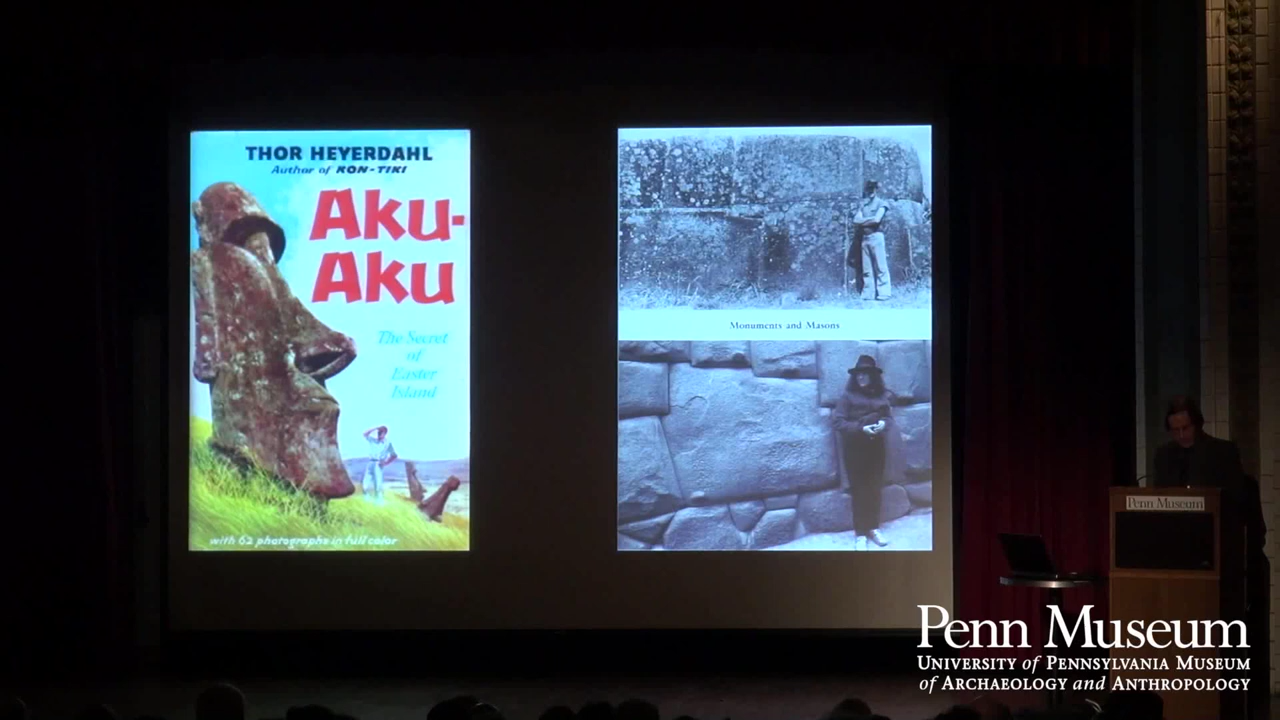 THOR HEYERDAHL
Author of KON-TIKI
Aku-
Aku
The Secret
of
Easter
Island
with 62 photographs in full color
Monuments and Masons
Penn Museum
Penn Museum
UNIVERSITY of PENNSYLVANIA MUSEUM
of ARCHAEOLOGY and ANTHROPOLOGY